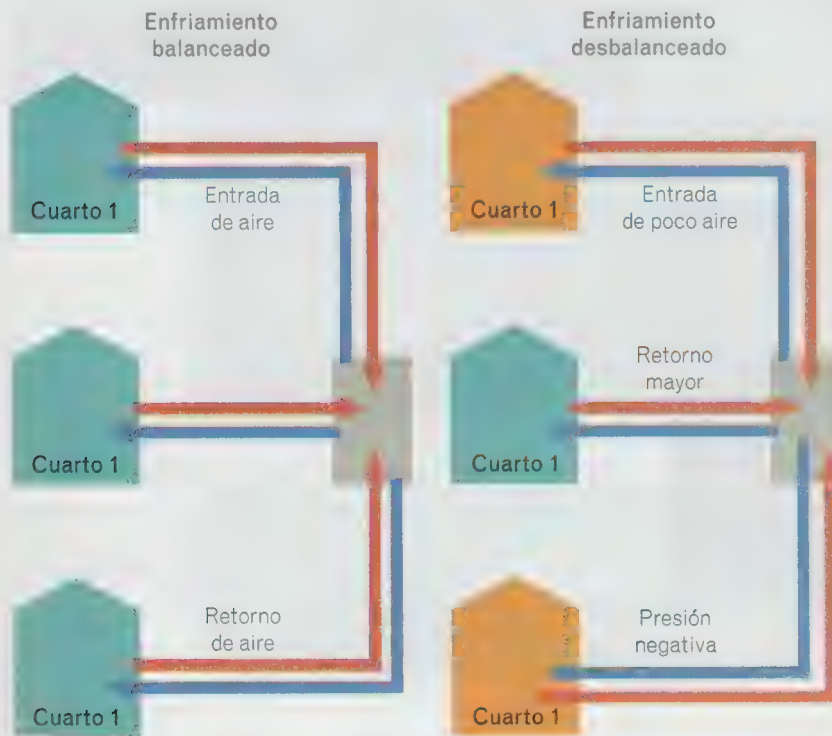 Enfriamiento
balanceado
Cuarto 1
Entrada
de aire
Cuarto 1
Retorno
de aire
Cuarto 1
Enfriamiento
desbalanceado
Cuarto 1
Entrada
de poco aire
Retorno
mayor
Cuarto 1
Presión
negativa
Cuarto 1